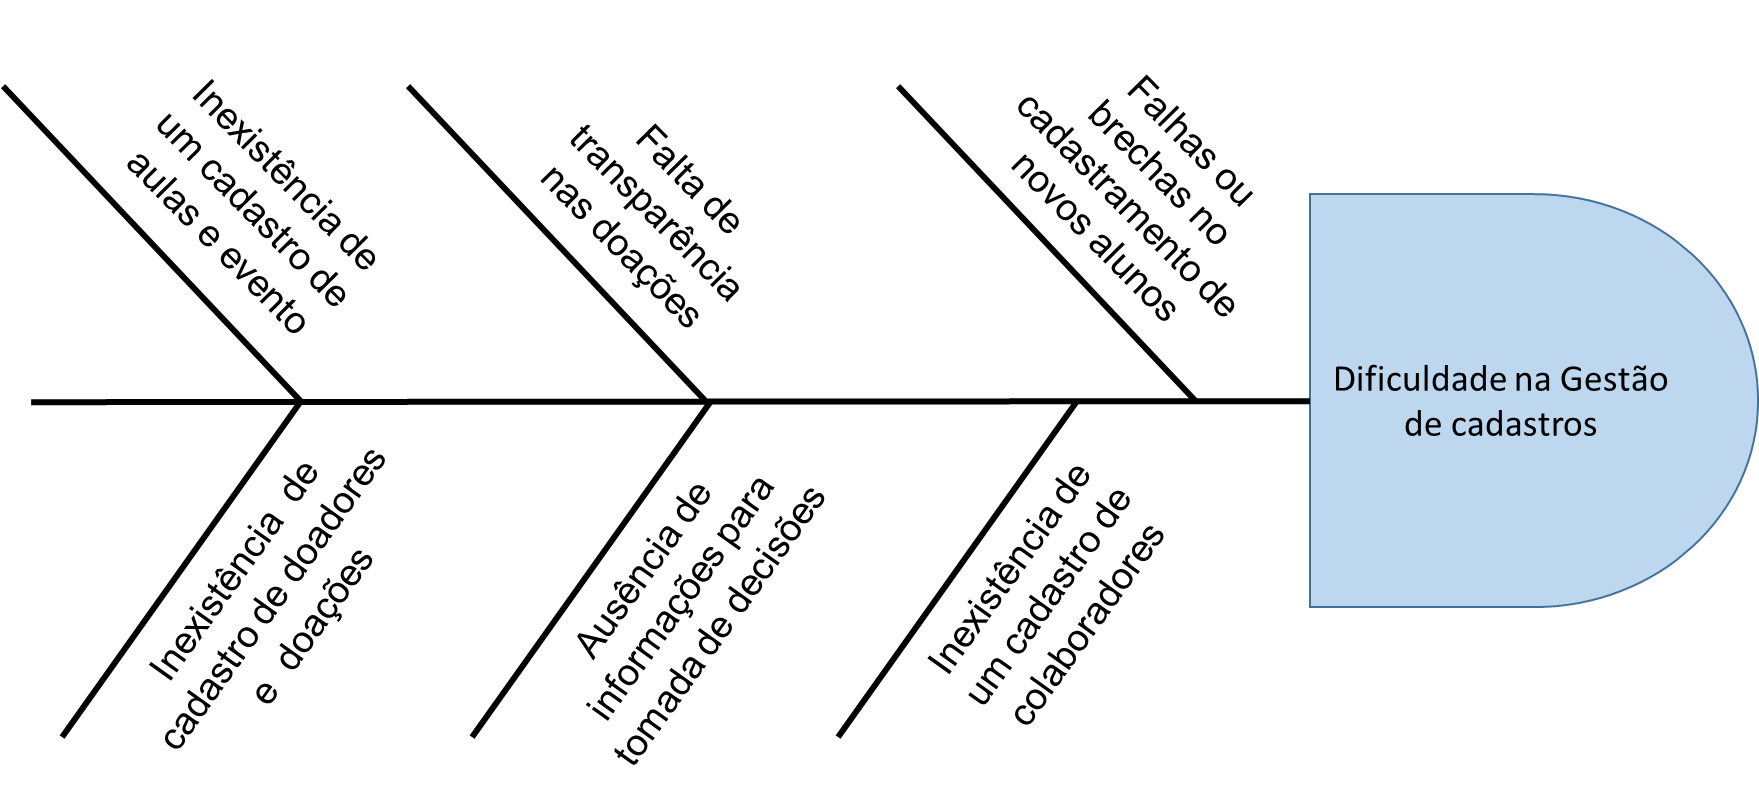 Inexistência de
um cadastro de
aulas e evento
Falta de
transparência
nas doações
Falhas ou
brechas no
cadastramento de
novos alunos
Dificuldade na Gestão
de cadastros
Inexistência de
cadastro de doadores
e doações
Ausência de
informações para
tomada de decisões
Inexistência de
um cadastro de
colaboradores